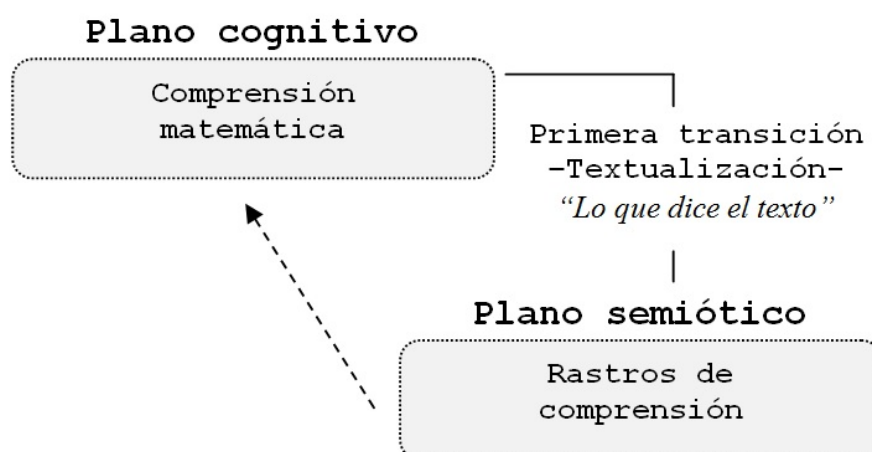 Plano cognitivo
Comprensión
matemática
Primera transición
–Textualización–
“Lo que dice el texto”
Plano semiótico
Rastros de
comprensión